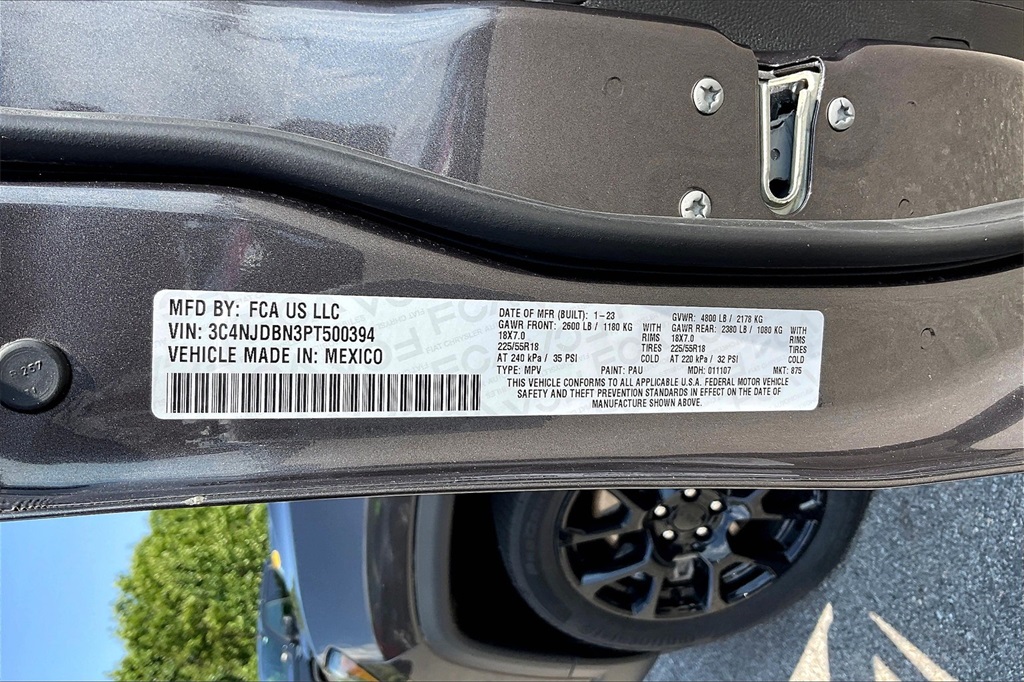 MFD BY: FCA US LLC
VIN: 3C4NJDBN3PT500394
VEHICLE MADE IN: MEXICO
DATE OF MFR (BUILT): 1-23 GVWR: 4800 LB / 2178 KG
GAWR FRONT: 2600 LB / 1180 KG WITH GAWR REAR: 2380 LB / 1080 KG WITH
18X7.0 RIMS 18X7.0 RIMS
225/55R18 TIRES 225/55R18 TIRES
AT 240 kPa / 35 PSI COLD AT 220 kPa / 32 PSI COLD
TYPE: MPV PAINT: PAU MDH: 011107 MKT: 875
THIS VEHICLE CONFORMS TO ALL APPLICABLE U.S.A. FEDERAL MOTOR VEHICLE
SAFETY AND THEFT PREVENTION STANDARDS IN EFFECT ON THE DATE OF
MANUFACTURE SHOWN ABOVE.